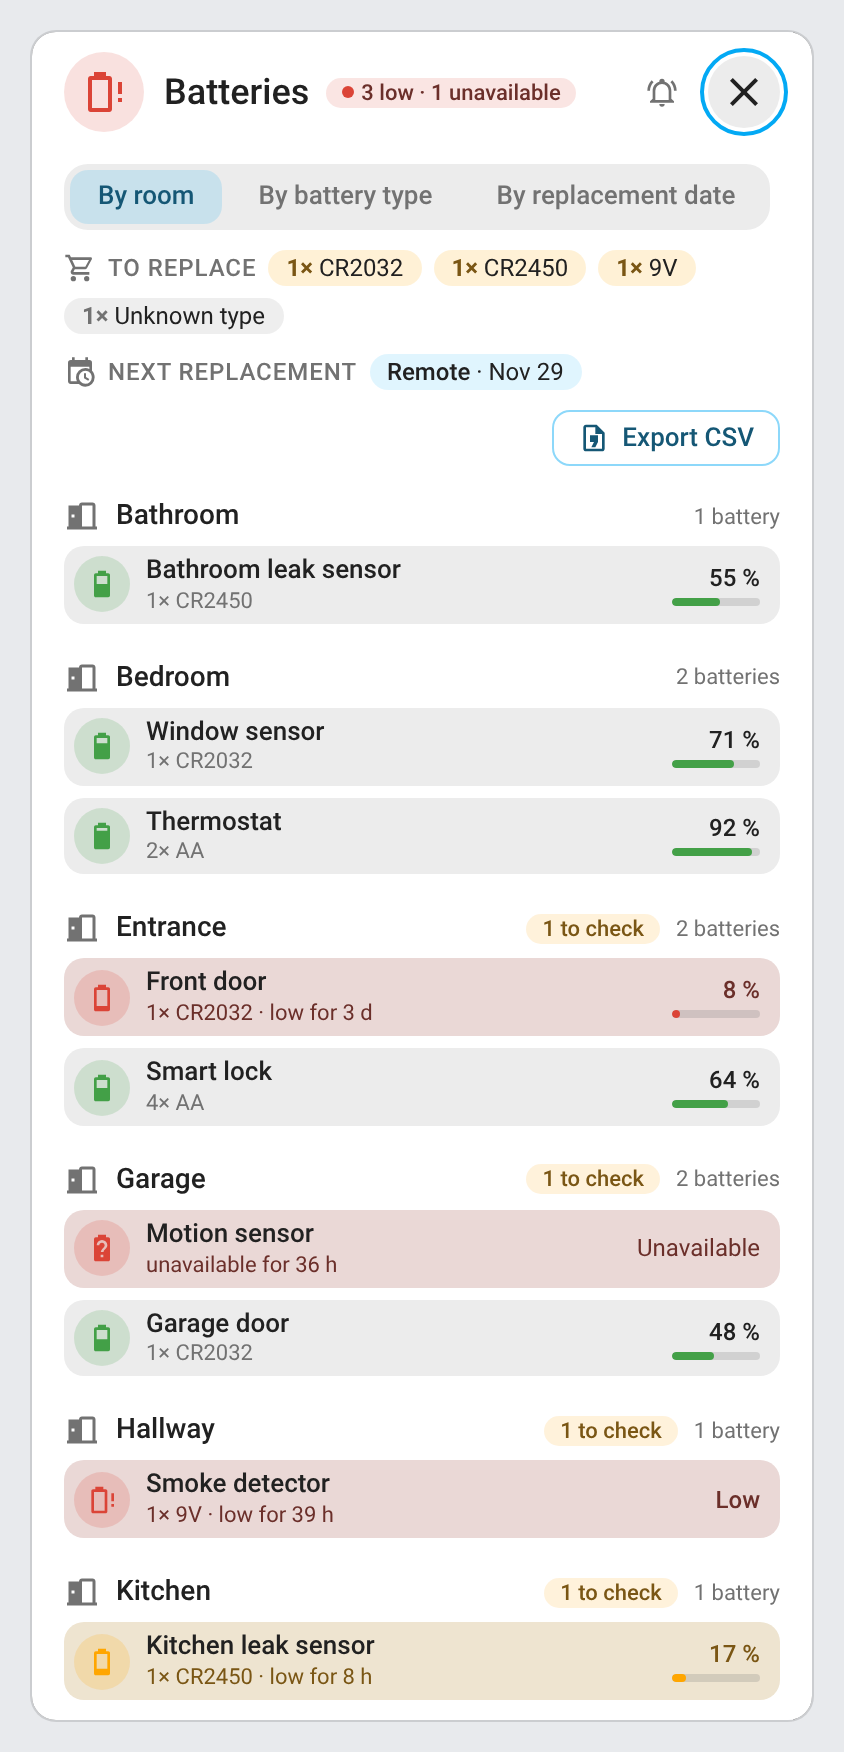 Batteries
3 low · 1 unavailable
By room
By battery type
By replacement date
TO REPLACE
1× CR2032
1× CR2450
1× 9V
1× Unknown type
NEXT REPLACEMENT
Remote · Nov 29
Export CSV
Bathroom
1 battery
Bathroom leak sensor
1× CR2450
55 %
Bedroom
2 batteries
Window sensor
1× CR2032
71 %
Thermostat
2× AA
92 %
Entrance
1 to check
2 batteries
Front door
1× CR2032 · low for 3 d
8 %
Smart lock
4× AA
64 %
Garage
1 to check
2 batteries
Motion sensor
unavailable for 36 h
Unavailable
Garage door
1× CR2032
48 %
Hallway
1 to check
1 battery
Smoke detector
1× 9V · low for 39 h
Low
Kitchen
1 to check
1 battery
Kitchen leak sensor
1× CR2450 · low for 8 h
17 %